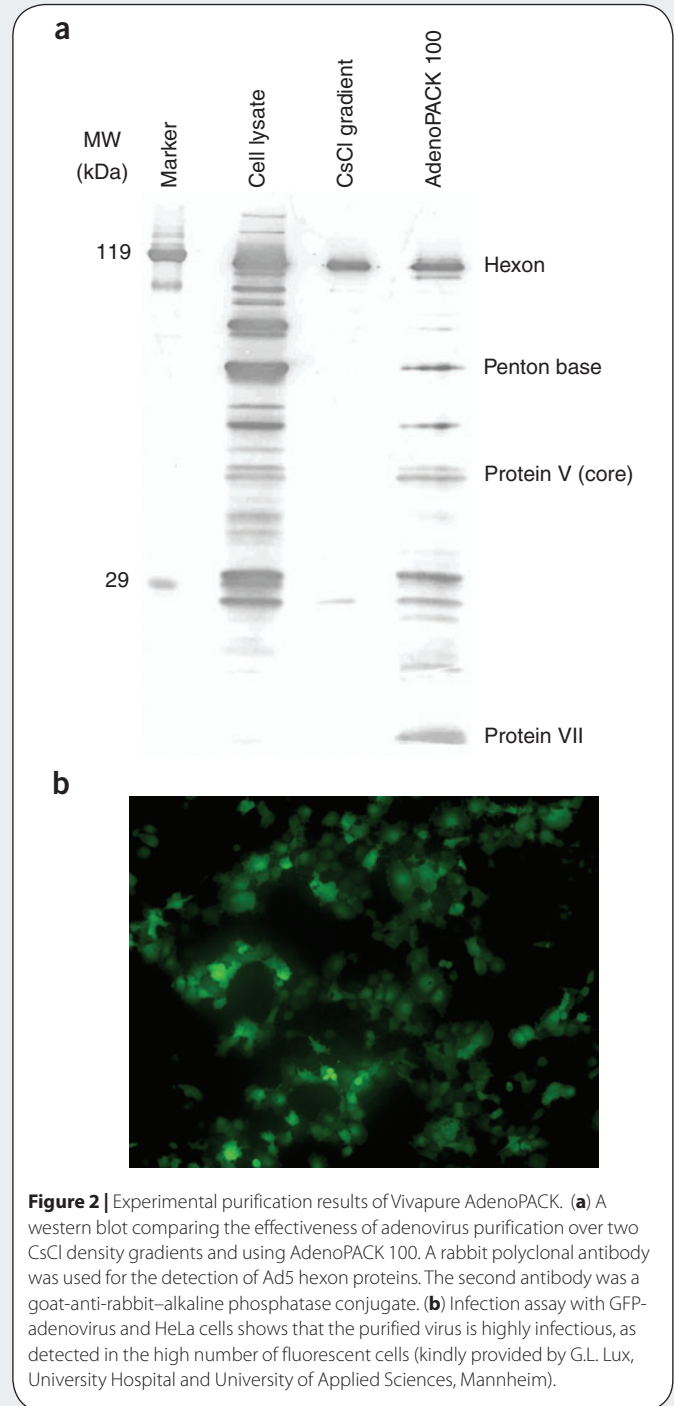 a
MW
(kDa)
Marker
Cell lysate
CsCl gradient
AdenoPACK 100
119
Hexon
Penton base
Protein V (core)
29
Protein VII
b
Figure 2 | Experimental purification results of Vivapure AdenoPACK. (a) A
western blot comparing the effectiveness of adenovirus purification over two
CsCl density gradients and using AdenoPACK 100. A rabbit polyclonal antibody
was used for the detection of Ad5 hexon proteins. The second antibody was a
goat-anti-rabbit–alkaline phosphatase conjugate. (b) Infection assay with GFP-
adenovirus and HeLa cells shows that the purified virus is highly infectious, as
detected in the high number of fluorescent cells (kindly provided by G.L. Lux,
University Hospital and University of Applied Sciences, Mannheim).